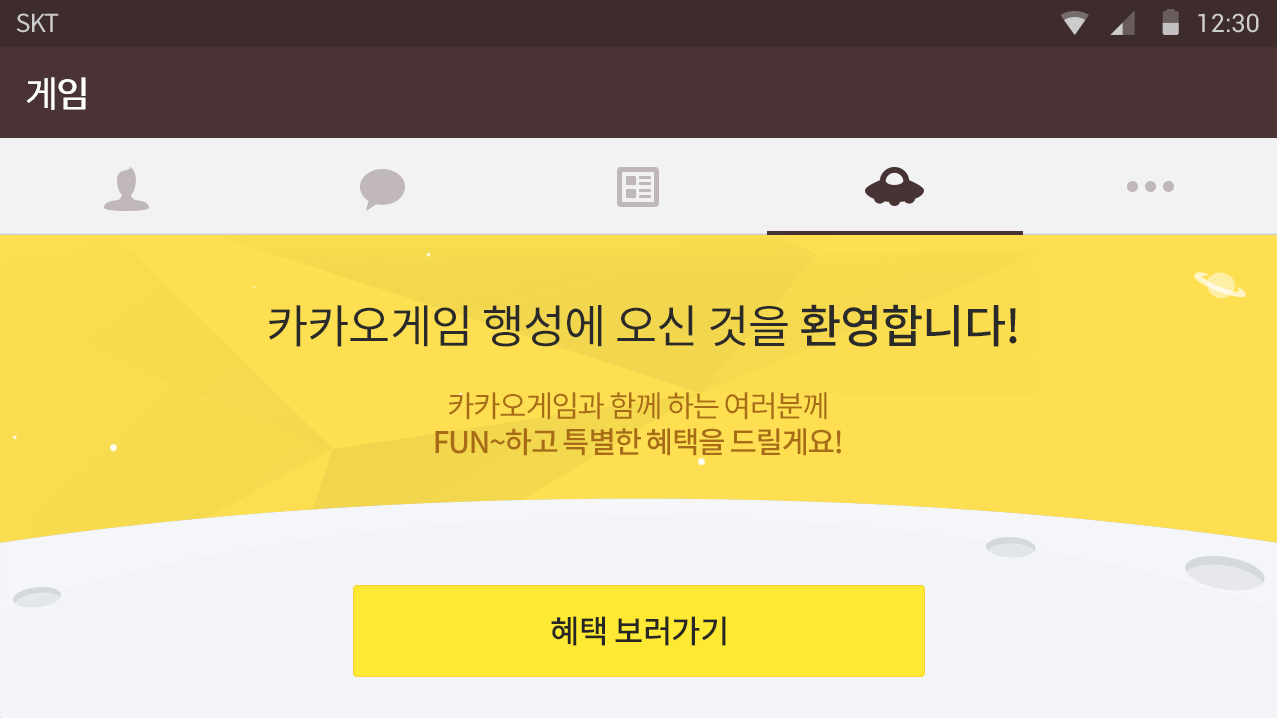 SKT
12:30
게임
카카오게임 행성에 오신 것을 환영합니다!
카카오게임과 함께 하는 여러분께
FUN~하고 특별한 혜택을 드릴게요!
혜택 보러가기